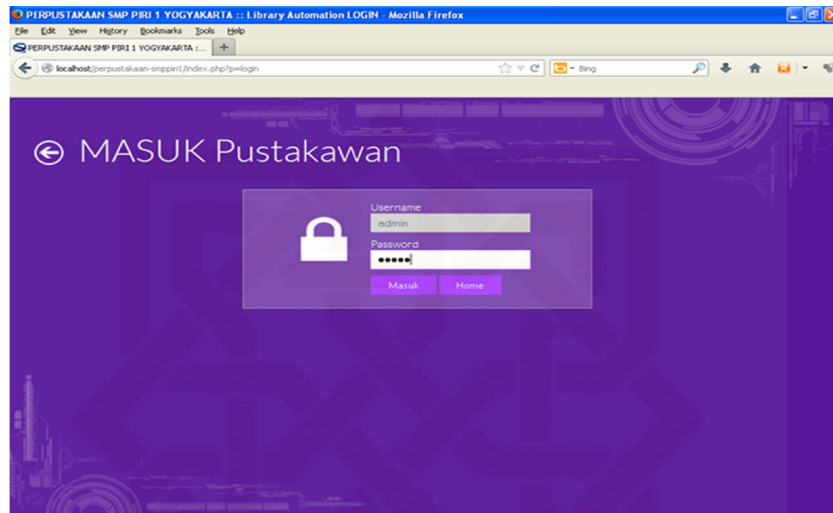 PERPUSTAKAAN SMP PIRI 1 YOGYAKARTA :: Library Automation LOGIN - Mozilla Firefox
File Edit View History Bookmarks Tools Help
PERPUSTAKAAN SMP PIRI 1 YOGYAKARTA :...
localhost/perpustakaan-smppiri1/index.php?p=login
Bing
MASUK Pustakawan
Username
admin
Password
Masuk Home